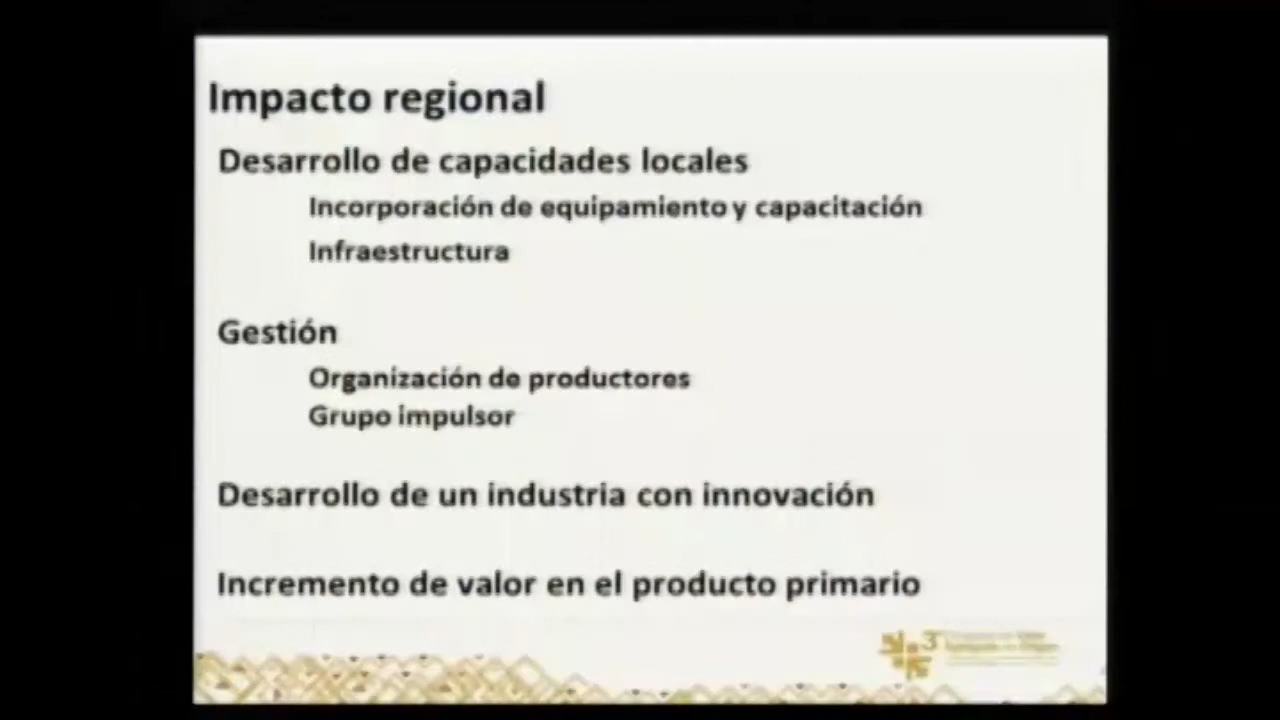 Impacto regional
Desarrollo de capacidades locales
Incorporación de equipamiento y capacitación
Infraestructura
Gestión
Organización de productores
Grupo impulsor
Desarrollo de un industria con innovación
Incremento de valor en el producto primario
3°